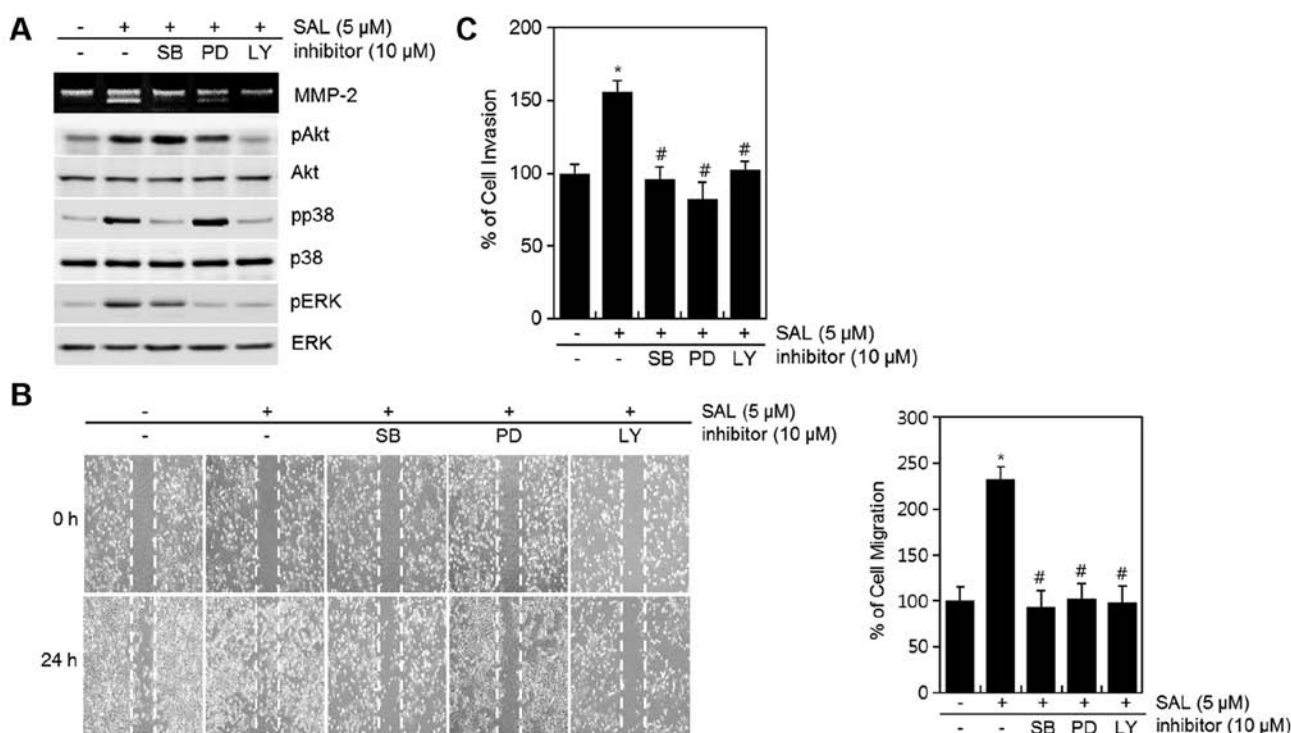 A
- + + + + SAL (5 µM)
- - SB PD LY inhibitor (10 µM)
MMP-2
pAkt
Akt
pp38
p38
pERK
ERK
C
% of Cell Invasion
200
150
100
50
0
*
#
#
#
- + + + + SAL (5 µM)
- - SB PD LY inhibitor (10 µM)
B
- + + + + SAL (5 µM)
- - SB PD LY inhibitor (10 µM)
0 h
24 h
% of Cell Migration
300
250
200
150
100
50
0
*
#
#
#
- + + + + SAL (5 µM)
- - SB PD LY inhibitor (10 µM)